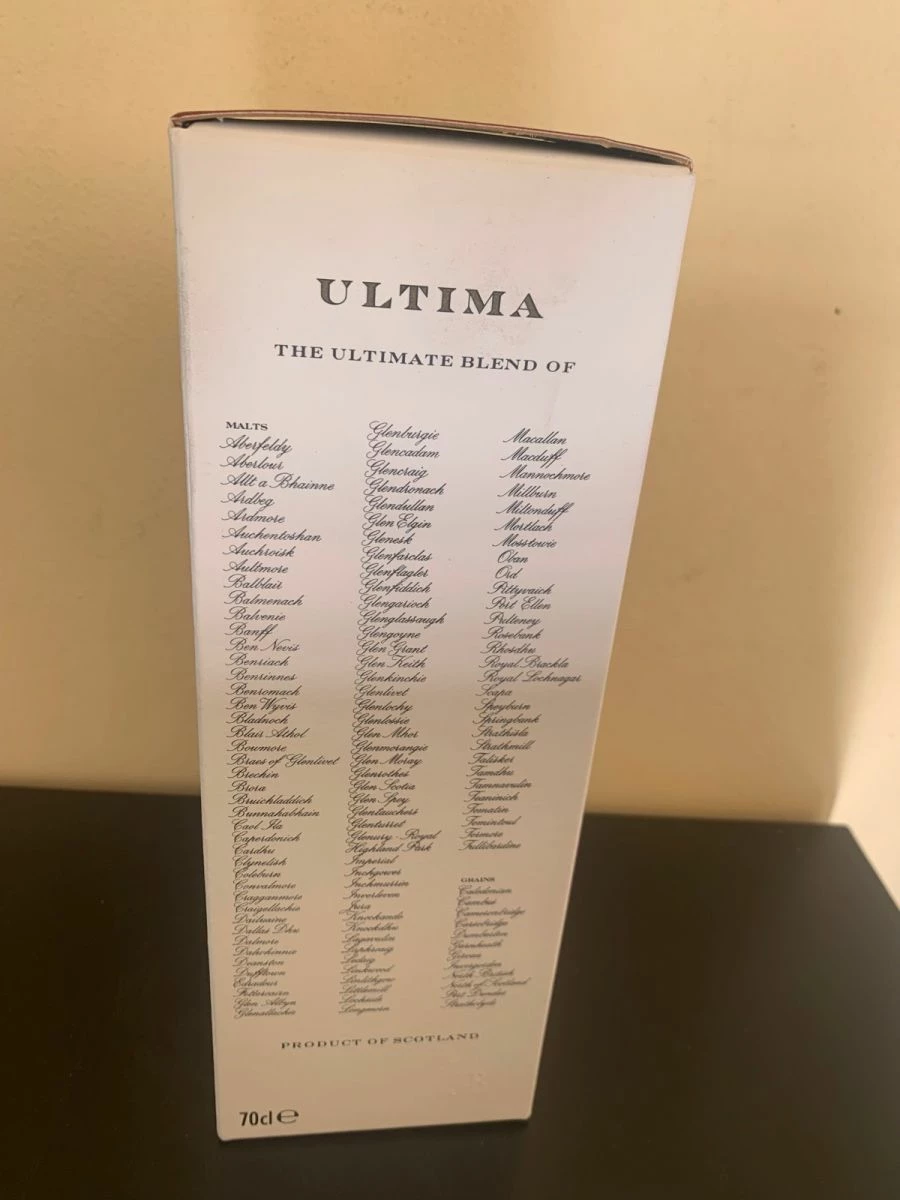 ULTIMA
THE ULTIMATE BLEND OF
MALTS
Aberfeldy
Aberlour
Allt a Bhainne
Ardbeg
Ardmore
Auchentoshan
Auchroisk
Aultmore
Balblair
Balmenach
Balvenie
Banff
Ben Nevis
Benriach
Benrinnes
Benromach
Ben Wyvis
Bladnoch
Blair Athol
Bowmore
Braes of Glenlivet
Brechin
Brora
Bruichladdich
Bunnahabhain
Caol Ila
Caperdonich
Cardhu
Clynelish
Coleburn
Convalmore
Cragganmore
Craigellachie
Dailuaine
Dallas Dhu
Dalmore
Dalwhinnie
Deanston
Dufftown
Edradour
Fettercairn
Glen Albyn
Glenallachie
Glenburgie
Glencadam
Glencraig
Glendronach
Glendullan
Glen Elgin
Glenesk
Glenfarclas
Glenflagler
Glenfiddich
Glengarioch
Glenglassaugh
Glengoyne
Glen Grant
Glen Keith
Glenkinchie
Glenlivet
Glenlochy
Glenlossie
Glen Mhor
Glenmorangie
Glen Moray
Glenrothes
Glen Scotia
Glen Spey
Glentauchers
Glenturret
Glenury - Royal
Highland Park
Imperial
Inchgower
Inchmurrin
Inverleven
Jura
Knockando
Knockdhu
Lagavulin
Laphroaig
Ledaig
Linkwood
Linlithgow
Littlemill
Lochside
Longmorn
Macallan
Macduff
Mannochmore
Millburn
Miltonduff
Mortlach
Mosstowie
Oban
Ord
Pittyvaich
Port Ellen
Pulteney
Rosebank
Rhosdhu
Royal Brackla
Royal Lochnagar
Scapa
Speyburn
Springbank
Strathisla
Strathmill
Talisker
Tamdhu
Tamnavulin
Teaninich
Tomatin
Tomintoul
Tormore
Tullibardine
GRAINS
Caledonian
Cambus
Cameronbridge
Carsebridge
Dumbarton
Garnheath
Girvan
Invergordon
North British
North of Scotland
Port Dundas
Strathclyde
PRODUCT OF SCOTLAND
70cl ℮